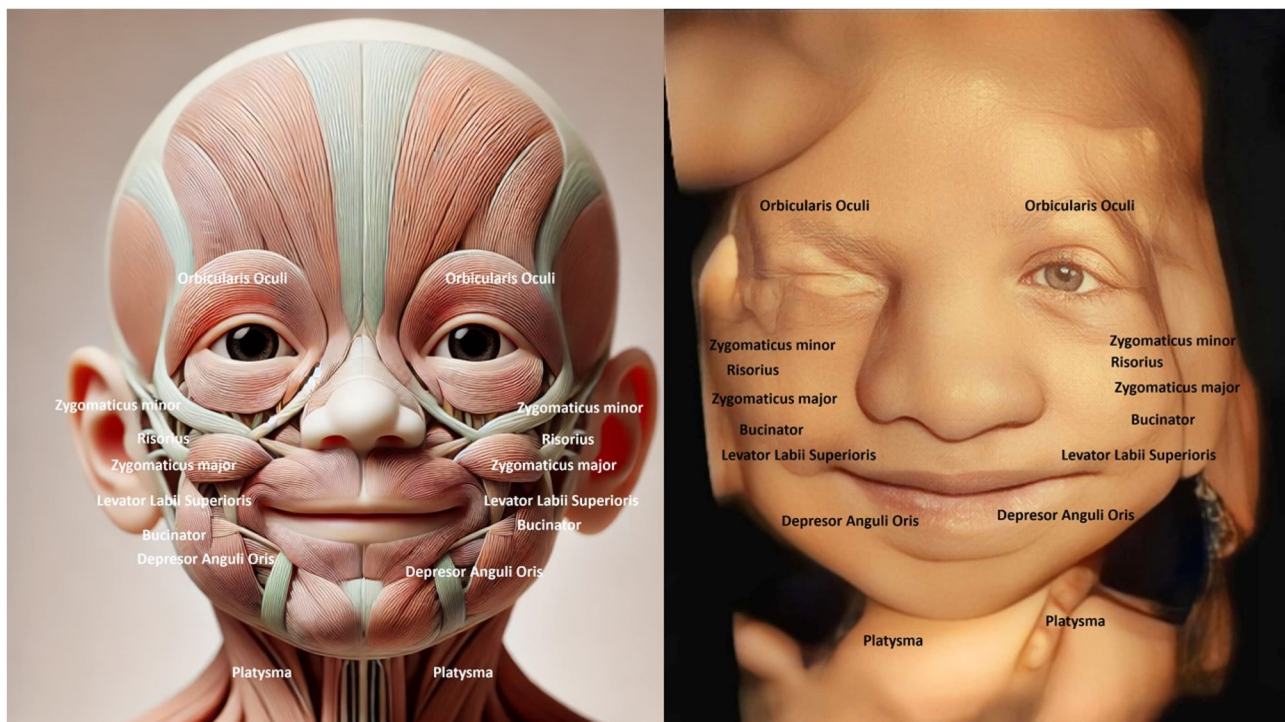 Orbicularis Oculi
Orbicularis Oculi
Zygomaticus minor
Zygomaticus minor
Risorius
Risorius
Zygomaticus major
Zygomaticus major
Levator Labii Superioris
Levator Labii Superioris
Bucinator
Bucinator
Depresor Anguli Oris
Depresor Anguli Oris
Platysma
Platysma
Orbicularis Oculi
Orbicularis Oculi
Zygomaticus minor
Zygomaticus minor
Risorius
Risorius
Zygomaticus major
Zygomaticus major
Bucinator
Bucinator
Levator Labii Superioris
Levator Labii Superioris
Depresor Anguli Oris
Depresor Anguli Oris
Platysma
Platysma